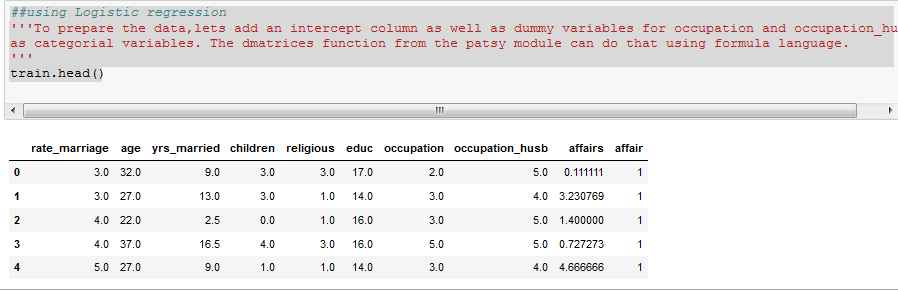 ##using Logistic regression
'''To prepare the data,lets add an intercept column as well as dummy variables for occupation and occupation_hu
as categorial variables. The dmatrices function from the patsy module can do that using formula language.
'''
train.head()
rate_marriage age yrs_married children religious educ occupation occupation_husb affairs affair
0 3.0 32.0 9.0 3.0 3.0 17.0 2.0 5.0 0.111111 1
1 3.0 27.0 13.0 3.0 1.0 14.0 3.0 4.0 3.230769 1
2 4.0 22.0 2.5 0.0 1.0 16.0 3.0 5.0 1.400000 1
3 4.0 37.0 16.5 4.0 3.0 16.0 5.0 5.0 0.727273 1
4 5.0 27.0 9.0 1.0 1.0 14.0 3.0 4.0 4.666666 1